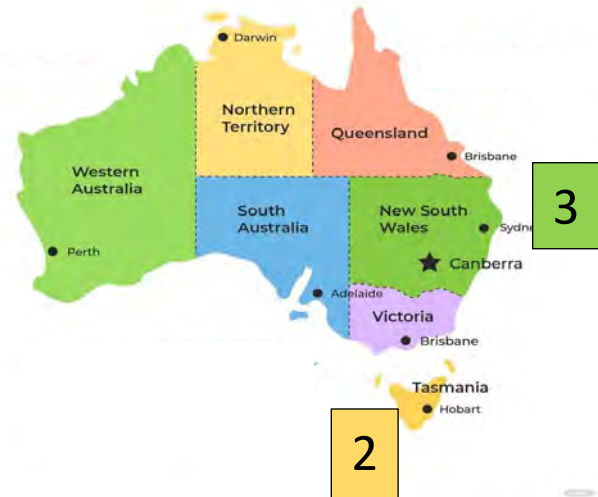 Darwin
Northern
Territory
Queensland
Brisbane
Western
Australia
South
Australia
New South
Wales
3
Perth
Canberra
Adelaide
Victoria
Brisbane
Tasmania
Hobart
2